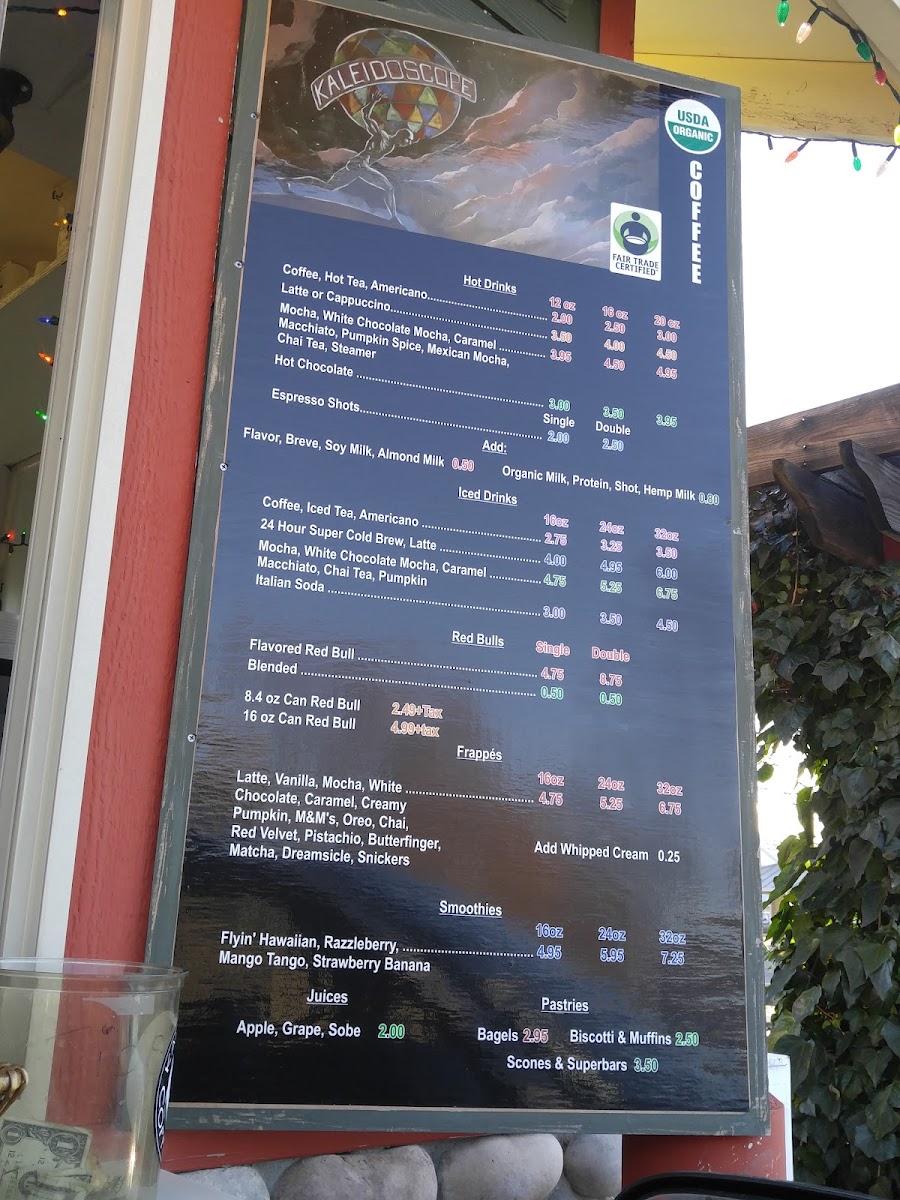 KALEIDOSCOPE
USDA
ORGANIC
COFFEE
FAIR TRADE
CERTIFIED
Hot Drinks
12 oz 16 oz 20 oz
Coffee, Hot Tea, Americano 2.00 2.50 3.00
Latte or Cappuccino 3.50 4.00 4.50
Mocha, White Chocolate Mocha, Caramel 3.95 4.50 4.95
Macchiato, Pumpkin Spice, Mexican Mocha,
Chai Tea, Steamer
Hot Chocolate 3.00 3.50 3.95
Single Double
Espresso Shots 2.00 2.50
Add:
Flavor, Breve, Soy Milk, Almond Milk 0.50
Organic Milk, Protein, Shot, Hemp Milk 0.80
Iced Drinks
16oz 24oz 32oz
Coffee, Iced Tea, Americano 2.75 3.25 3.50
24 Hour Super Cold Brew, Latte 4.00 4.95 6.00
Mocha, White Chocolate Mocha, Caramel 4.75 5.25 6.75
Macchiato, Chai Tea, Pumpkin
Italian Soda 3.00 3.50 4.50
Red Bulls
Single Double
Flavored Red Bull 4.75 8.75
Blended 0.50 0.50
8.4 oz Can Red Bull 2.49+Tax
16 oz Can Red Bull 4.99+tax
Frappés
16oz 24oz 32oz
Latte, Vanilla, Mocha, White 4.75 5.25 6.75
Chocolate, Caramel, Creamy
Pumpkin, M&M's, Oreo, Chai,
Red Velvet, Pistachio, Butterfinger,
Matcha, Dreamsicle, Snickers
Add Whipped Cream 0.25
Smoothies
16oz 24oz 32oz
Flyin' Hawaiian, Razzleberry, 4.95 5.95 7.25
Mango Tango, Strawberry Banana
Juices
Apple, Grape, Sobe 2.00
Pastries
Bagels 2.95 Biscotti & Muffins 2.50
Scones & Superbars 3.50